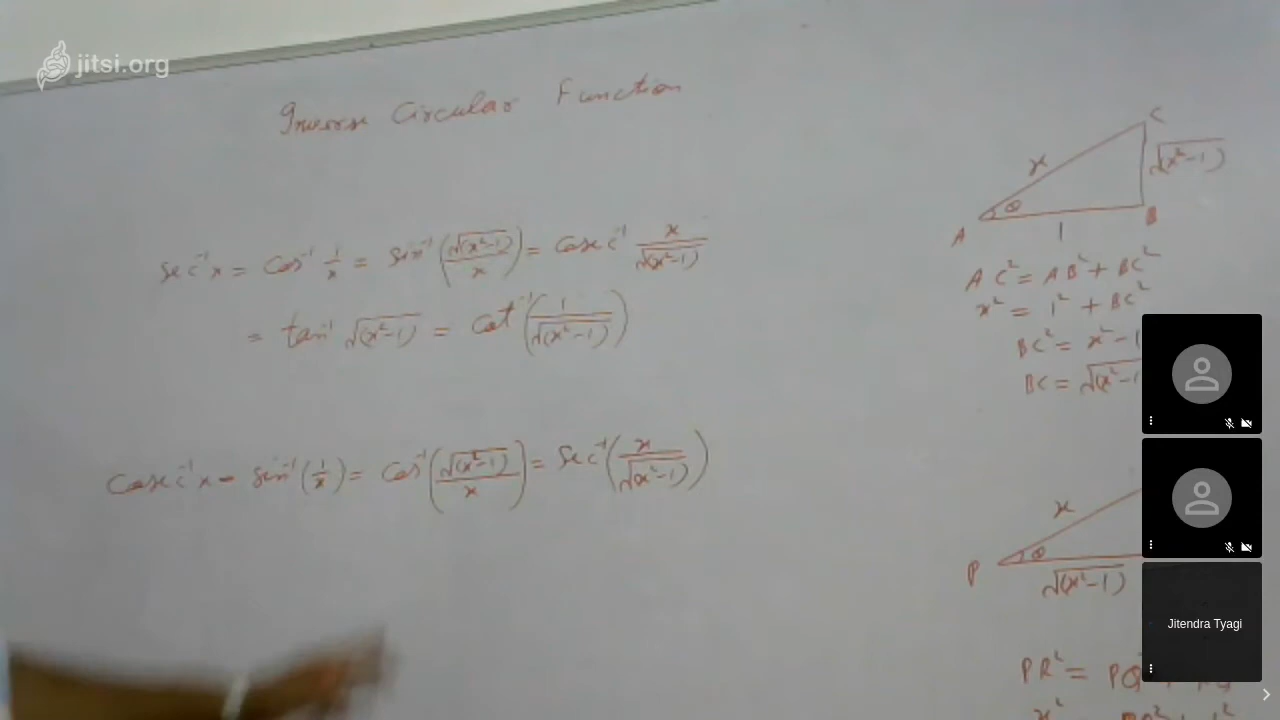 jitsi.org
Inverse Circular Function
sec⁻¹x = cos⁻¹ 1/x = sin⁻¹(√(x²-1)/x) = cosec⁻¹ x/√(x²-1)
= tan⁻¹ √(x²-1) = cot⁻¹(1/√(x²-1))
cosec⁻¹x = sin⁻¹(1/x) = cos⁻¹(√(x²-1)/x) = sec⁻¹(x/√(x²-1))
C
x
√(x²-1)
θ
A
1
B
AC² = AB² + BC²
x² = 1² + BC²
BC² = x² - 1
BC = √(x²-1
x
P
θ
√(x²-1)
PR² = PQ²
x² =
Jitendra Tyagi